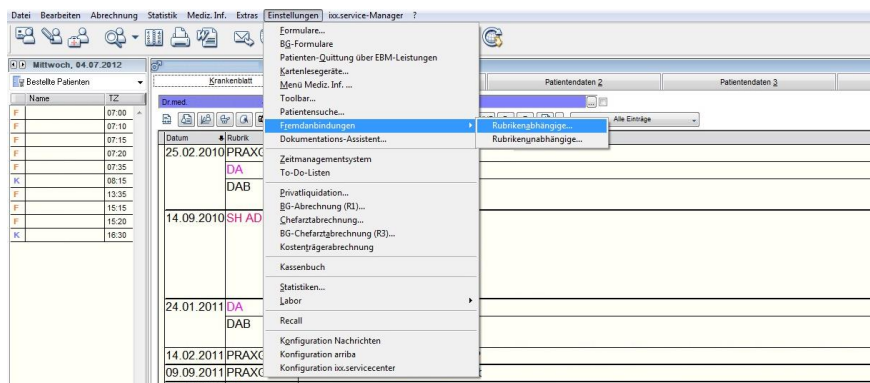 Datei Bearbeiten Abrechnung Statistik Mediz. Inf. Extras Einstellungen ixx.service-Manager ?
Mittwoch, 04.07.2012
Bestellte Patienten
Name TZ
F 07:00
F 07:10
F 07:15
F 07:20
F 07:35
K 08:15
F 13:35
F 15:15
F 15:20
K 16:30
Krankenblatt
Patientendaten 2
Patientendaten 3
Dr.med.
Alle Einträge
Datum Rubrik
25.02.2010 PRAXG
DA
DAB
14.09.2010 SH AD
24.01.2011 DA
DAB
14.02.2011 PRAXG
09.09.2011 PRAXG
Formulare...
BG-Formulare
Patienten-Quittung über EBM-Leistungen
Kartenlesegeräte...
Menü Mediz. Inf. ...
Toolbar...
Patientensuche...
Fremdanbindungen
Dokumentations-Assistent...
Zeitmanagementsystem
To-Do-Listen
Privatliquidation...
BG-Abrechnung (R1)...
Chefarztabrechnung...
BG-Chefarztabrechnung (R3)...
Kostenträgerabrechnung
Kassenbuch
Statistiken...
Labor
Recall
Konfiguration Nachrichten
Konfiguration arriba
Konfiguration ixx.servicecenter
Rubrikenabhängige...
Rubrikenunabhängige...